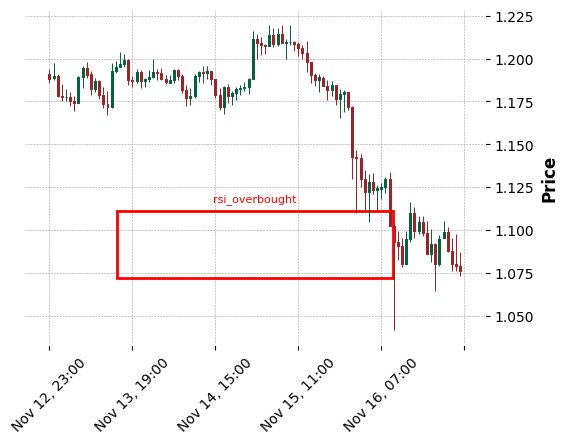 1.225
1.200
1.175
1.150
1.125
1.100
1.075
1.050
Price
rsi_overbought
Nov 12, 23:00
Nov 13, 19:00
Nov 14, 15:00
Nov 15, 11:00
Nov 16, 07:00